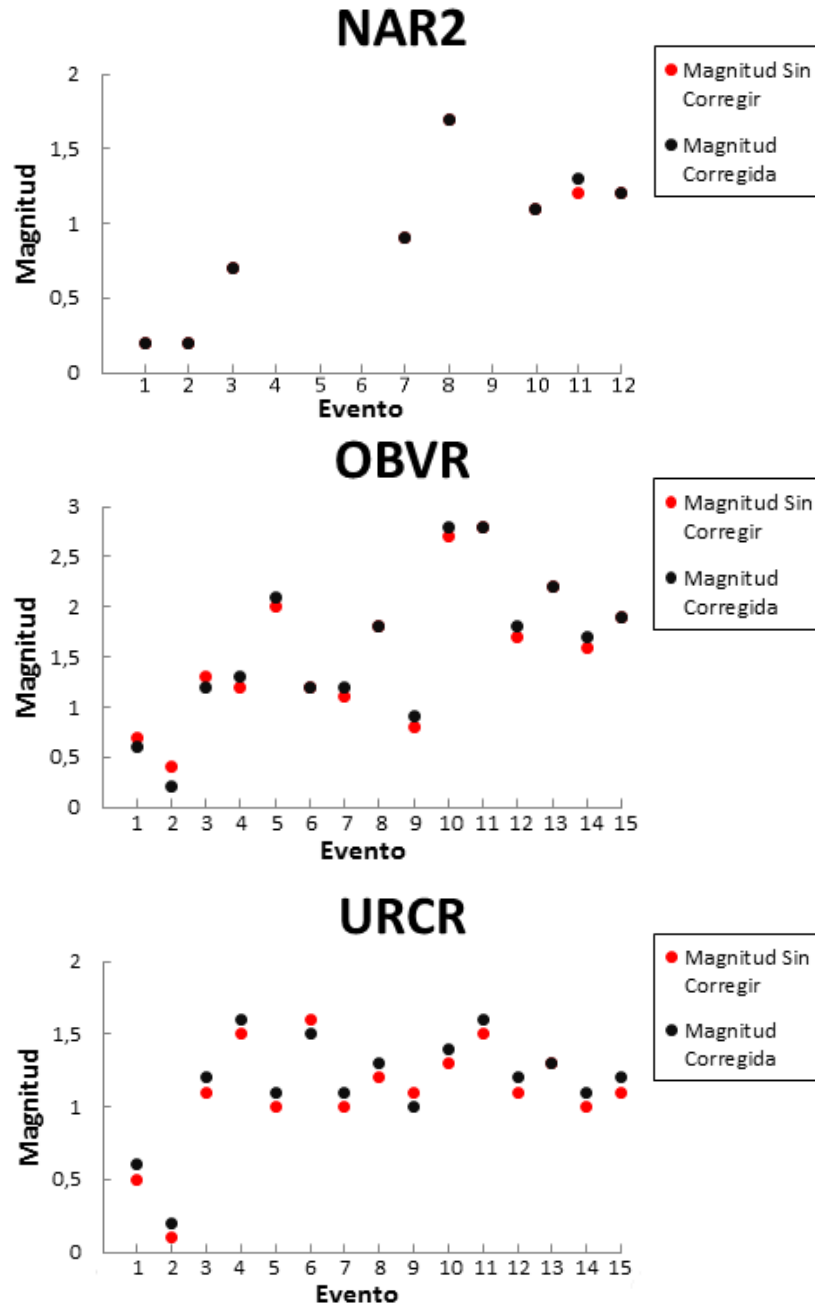 NAR2
Magnitud Sin
Corregir
Magnitud
Corregida
Magnitud
2
1,5
1
0,5
0
1 2 3 4 5 6 7 8 9 10 11 12
Evento
OBVR
Magnitud Sin
Corregir
Magnitud
Corregida
Magnitud
3
2,5
2
1,5
1
0,5
0
1 2 3 4 5 6 7 8 9 10 11 12 13 14 15
Evento
URCR
Magnitud Sin
Corregir
Magnitud
Corregida
Magnitud
2
1,5
1
0,5
0
1 2 3 4 5 6 7 8 9 10 11 12 13 14 15
Evento